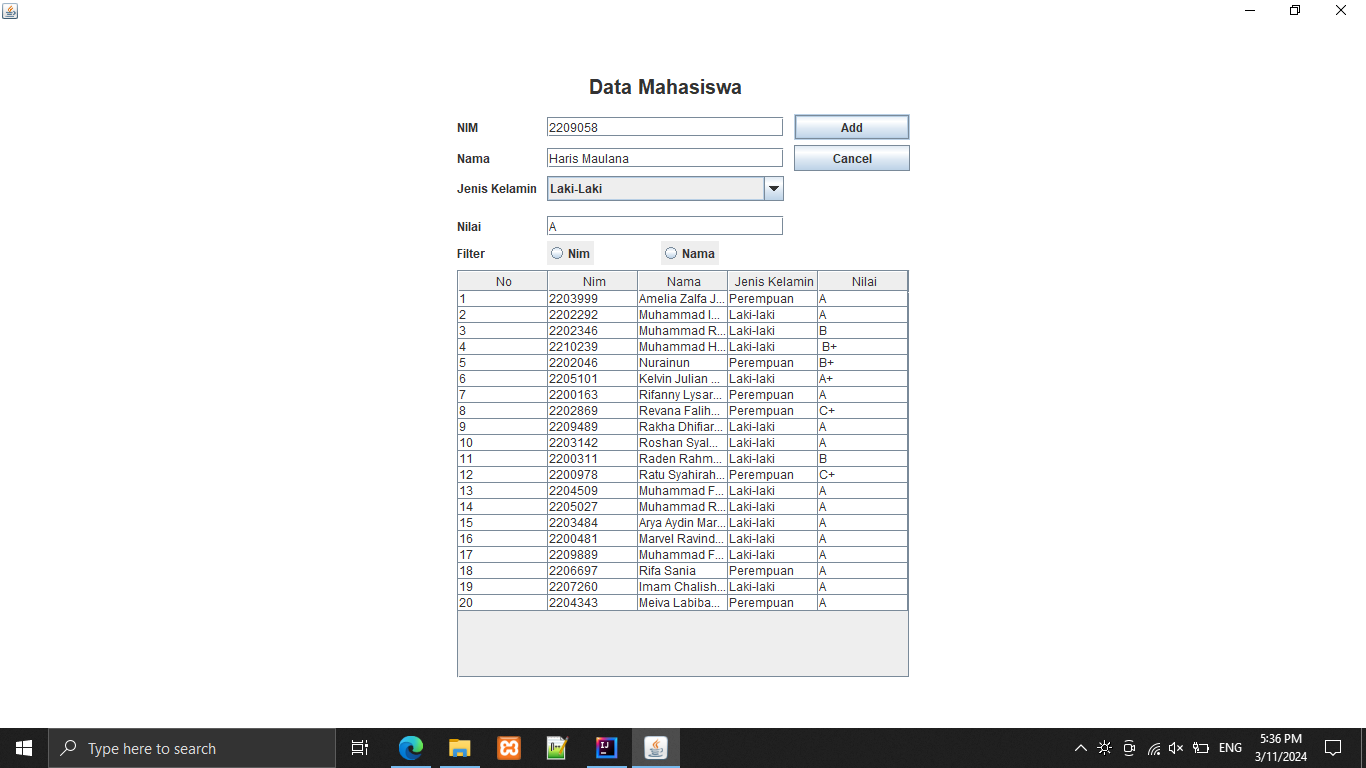 Data Mahasiswa
NIM 2209058 Add
Nama Haris Maulana Cancel
Jenis Kelamin Laki-Laki
Nilai A
Filter Nim Nama
No Nim Nama Jenis Kelamin Nilai
1 2203999 Amelia Zalfa J... Perempuan A
2 2202292 Muhammad I... Laki-laki A
3 2202346 Muhammad R... Laki-laki B
4 2210239 Muhammad H... Laki-laki B+
5 2202046 Nurainun Perempuan B+
6 2205101 Kelvin Julian ... Laki-laki A+
7 2200163 Rifanny Lysar... Perempuan A
8 2202869 Revana Falih... Perempuan C+
9 2209489 Rakha Dhifiar... Laki-laki A
10 2203142 Roshan Syal... Laki-laki A
11 2200311 Raden Rahm... Laki-laki B
12 2200978 Ratu Syahirah... Perempuan C+
13 2204509 Muhammad F... Laki-laki A
14 2205027 Muhammad R... Laki-laki A
15 2203484 Arya Aydin Mar... Laki-laki A
16 2200481 Marvel Ravind... Laki-laki A
17 2209889 Muhammad F... Laki-laki A
18 2206697 Rifa Sania Perempuan A
19 2207260 Imam Chalish... Laki-laki A
20 2204343 Meiva Labiba... Perempuan A
Type here to search ENG 5:36 PM
3/11/2024